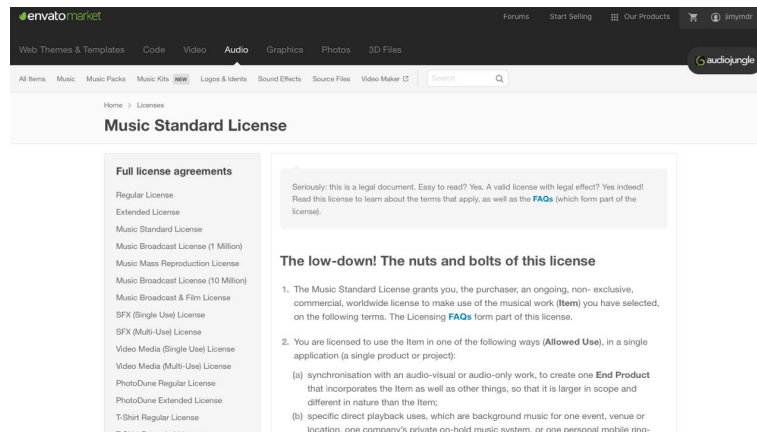 envatomarket
Forums Start Selling Our Products jimymdr
Web Themes & Templates Code Video Audio Graphics Photos 3D Files
audiojungle
All Items Music Music Packs Music Kits NEW Logos & Idents Sound Effects Source Files Video Maker Search
Home > Licenses
Music Standard License
Full license agreements
Regular License
Extended License
Music Standard License
Music Broadcast License (1 Million)
Music Mass Reproduction License
Music Broadcast License (10 Million)
Music Broadcast & Film License
SFX (Single Use) License
SFX (Multi-Use) License
Video Media (Single Use) License
Video Media (Multi-Use) License
PhotoDune Regular License
PhotoDune Extended License
T-Shirt Regular License
Seriously: this is a legal document. Easy to read? Yes. A valid license with legal effect? Yes indeed!
Read this license to learn about the terms that apply, as well as the FAQs (which form part of the
license).
The low-down! The nuts and bolts of this license
1. The Music Standard License grants you, the purchaser, an ongoing, non- exclusive,
commercial, worldwide license to make use of the musical work (Item) you have selected,
on the following terms. The Licensing FAQs form part of this license.
2. You are licensed to use the Item in one of the following ways (Allowed Use), in a single
application (a single product or project):
(a) synchronisation with an audio-visual or audio-only work, to create one End Product
that incorporates the Item as well as other things, so that it is larger in scope and
different in nature than the Item;
(b) specific direct playback uses, which are background music for one event, venue or
location, one company's private on-hold music system, or one personal mobile ring-